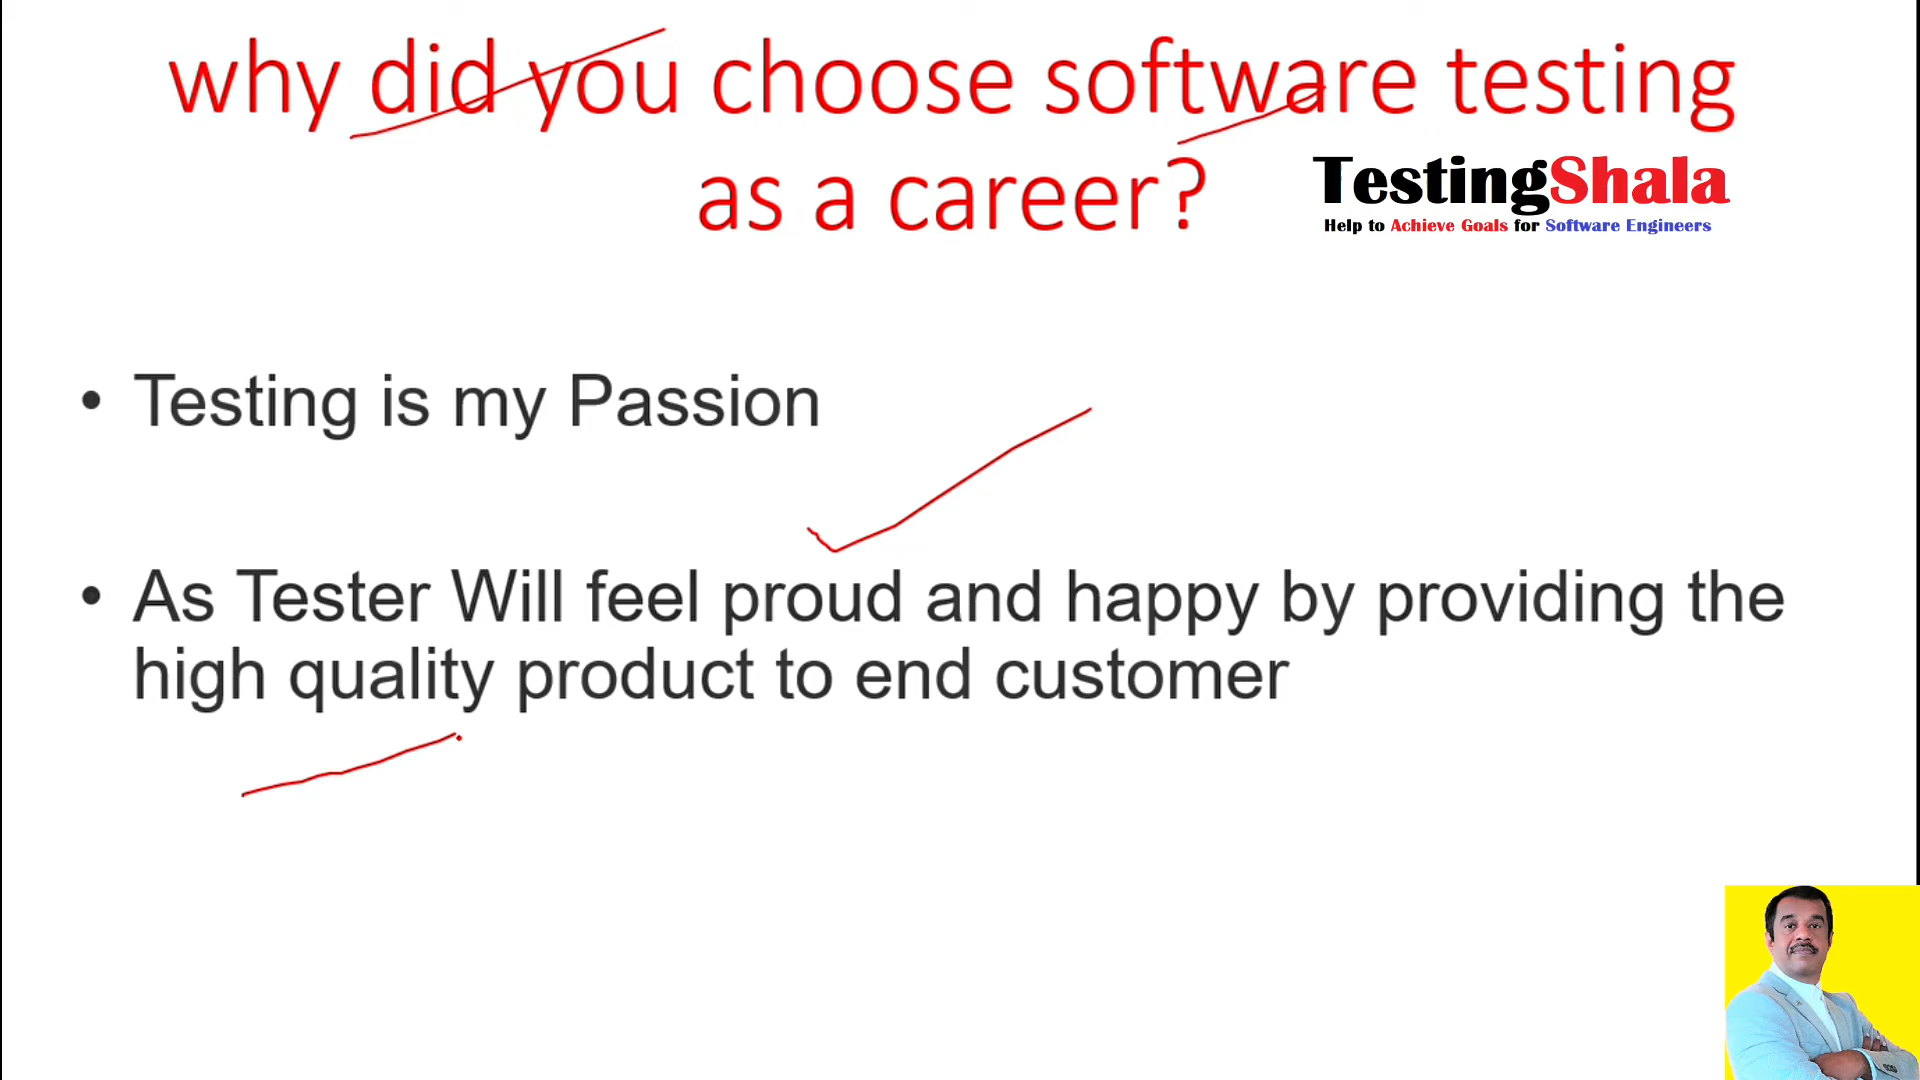 why did you choose software testing
as a career?
TestingShala
Help to Achieve Goals for Software Engineers
• Testing is my Passion
• As Tester Will feel proud and happy by providing the
high quality product to end customer